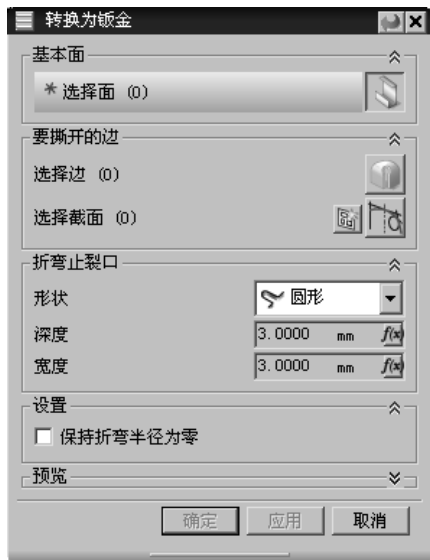 转换为钣金
基本面
* 选择面 (0)
要撕开的边
选择边 (0)
选择截面 (0)
折弯止裂口
形状 圆形
深度 3.0000 mm f(x)
宽度 3.0000 mm f(x)
设置
保持折弯半径为零
预览
确定 应用 取消